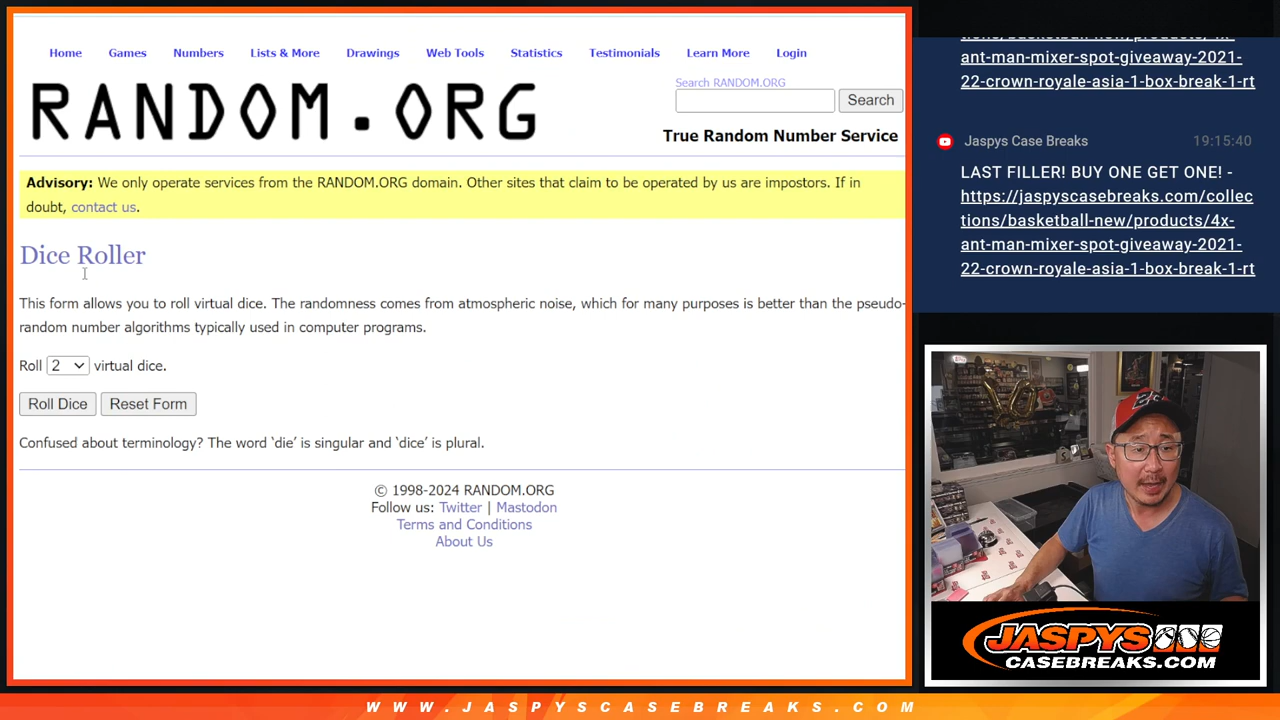 Home Games Numbers Lists & More Drawings Web Tools Statistics Testimonials Learn More Login
RANDOM.ORG
Search RANDOM.ORG
Search
True Random Number Service
Advisory: We only operate services from the RANDOM.ORG domain. Other sites that claim to be operated by us are impostors. If in
doubt, contact us.
Dice Roller
This form allows you to roll virtual dice. The randomness comes from atmospheric noise, which for many purposes is better than the pseudo-
random number algorithms typically used in computer programs.
Roll 2 virtual dice.
Roll Dice Reset Form
Confused about terminology? The word ‘die’ is singular and ‘dice’ is plural.
© 1998-2024 RANDOM.ORG
Follow us: Twitter | Mastodon
Terms and Conditions
About Us
tions/basketball-new/products/4x-
ant-man-mixer-spot-giveaway-2021-
22-crown-royale-asia-1-box-break-1-rt
Jaspys Case Breaks 19:15:40
LAST FILLER! BUY ONE GET ONE! -
https://jaspyscasebreaks.com/collec
tions/basketball-new/products/4x-
ant-man-mixer-spot-giveaway-2021-
22-crown-royale-asia-1-box-break-1-rt
JASPYS
CASEBREAKS.COM
WWW.JASPYSCASEBREAKS.COM